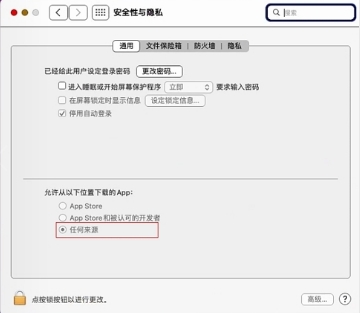 安全性与隐私
搜索
通用 文件保险箱 防火墙 隐私
已经给此用户设定登录密码 更改密码...
进入睡眠或开始屏幕保护程序 立即 要求输入密码
在屏幕锁定时显示信息 设定锁定信息...
停用自动登录
允许从以下位置下载的App:
App Store
App Store和被认可的开发者
任何来源
点按锁按钮以进行更改。
高级... ?